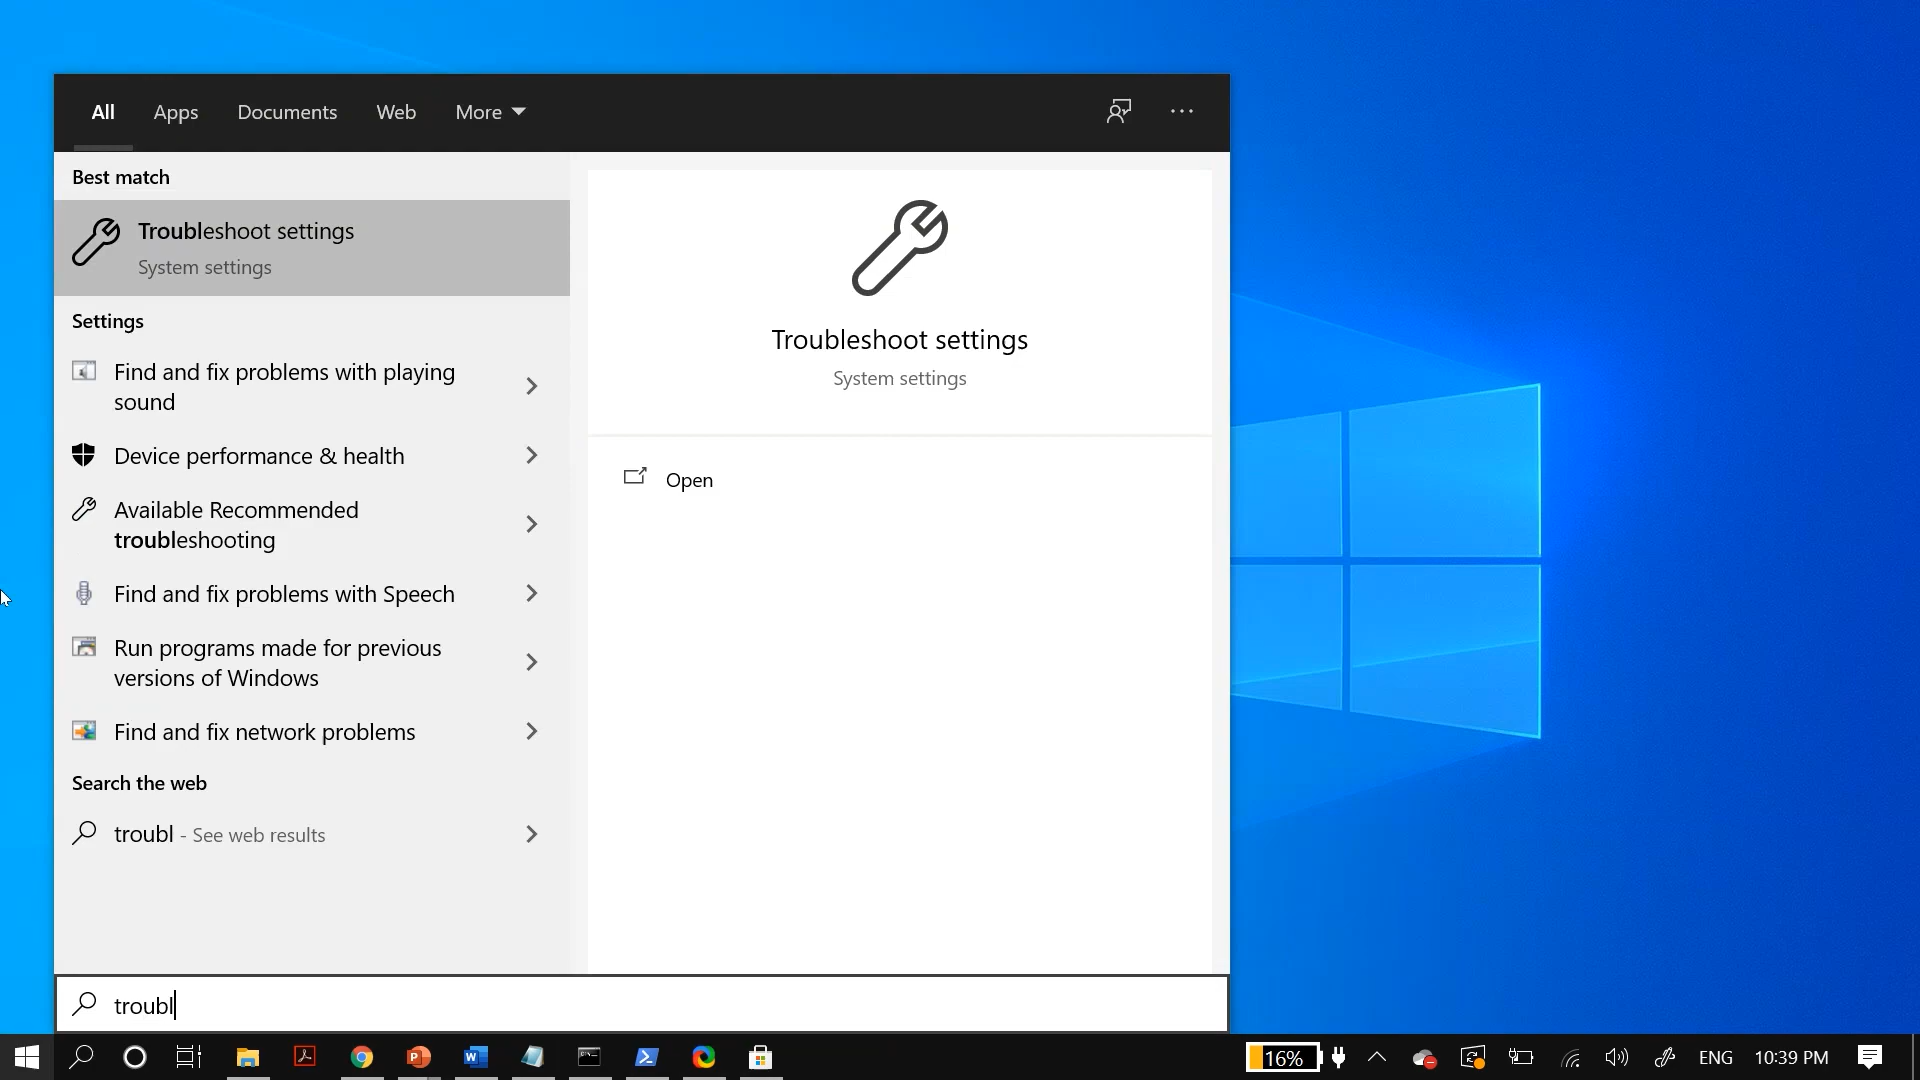 All Apps Documents Web More
Best match
Troubleshoot settings
System settings
Settings
Find and fix problems with playing
sound
Device performance & health
Available Recommended
troubleshooting
Find and fix problems with Speech
Run programs made for previous
versions of Windows
Find and fix network problems
Search the web
troubl - See web results
Troubleshoot settings
System settings
Open
troubl
16% ENG 10:39 PM